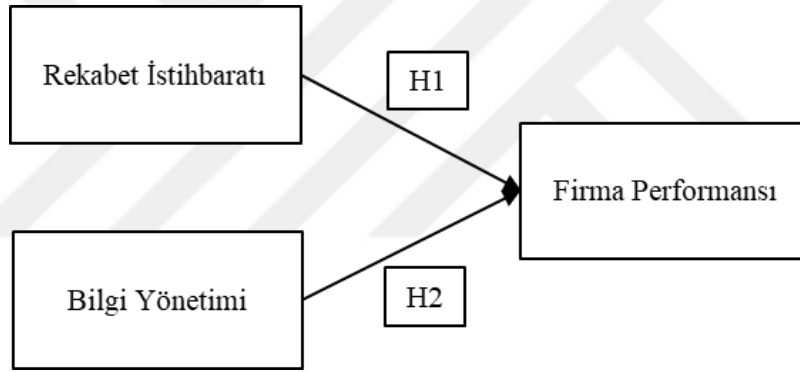 Rekabet İstihbaratı
H1
Firma Performansı
Bilgi Yönetimi
H2